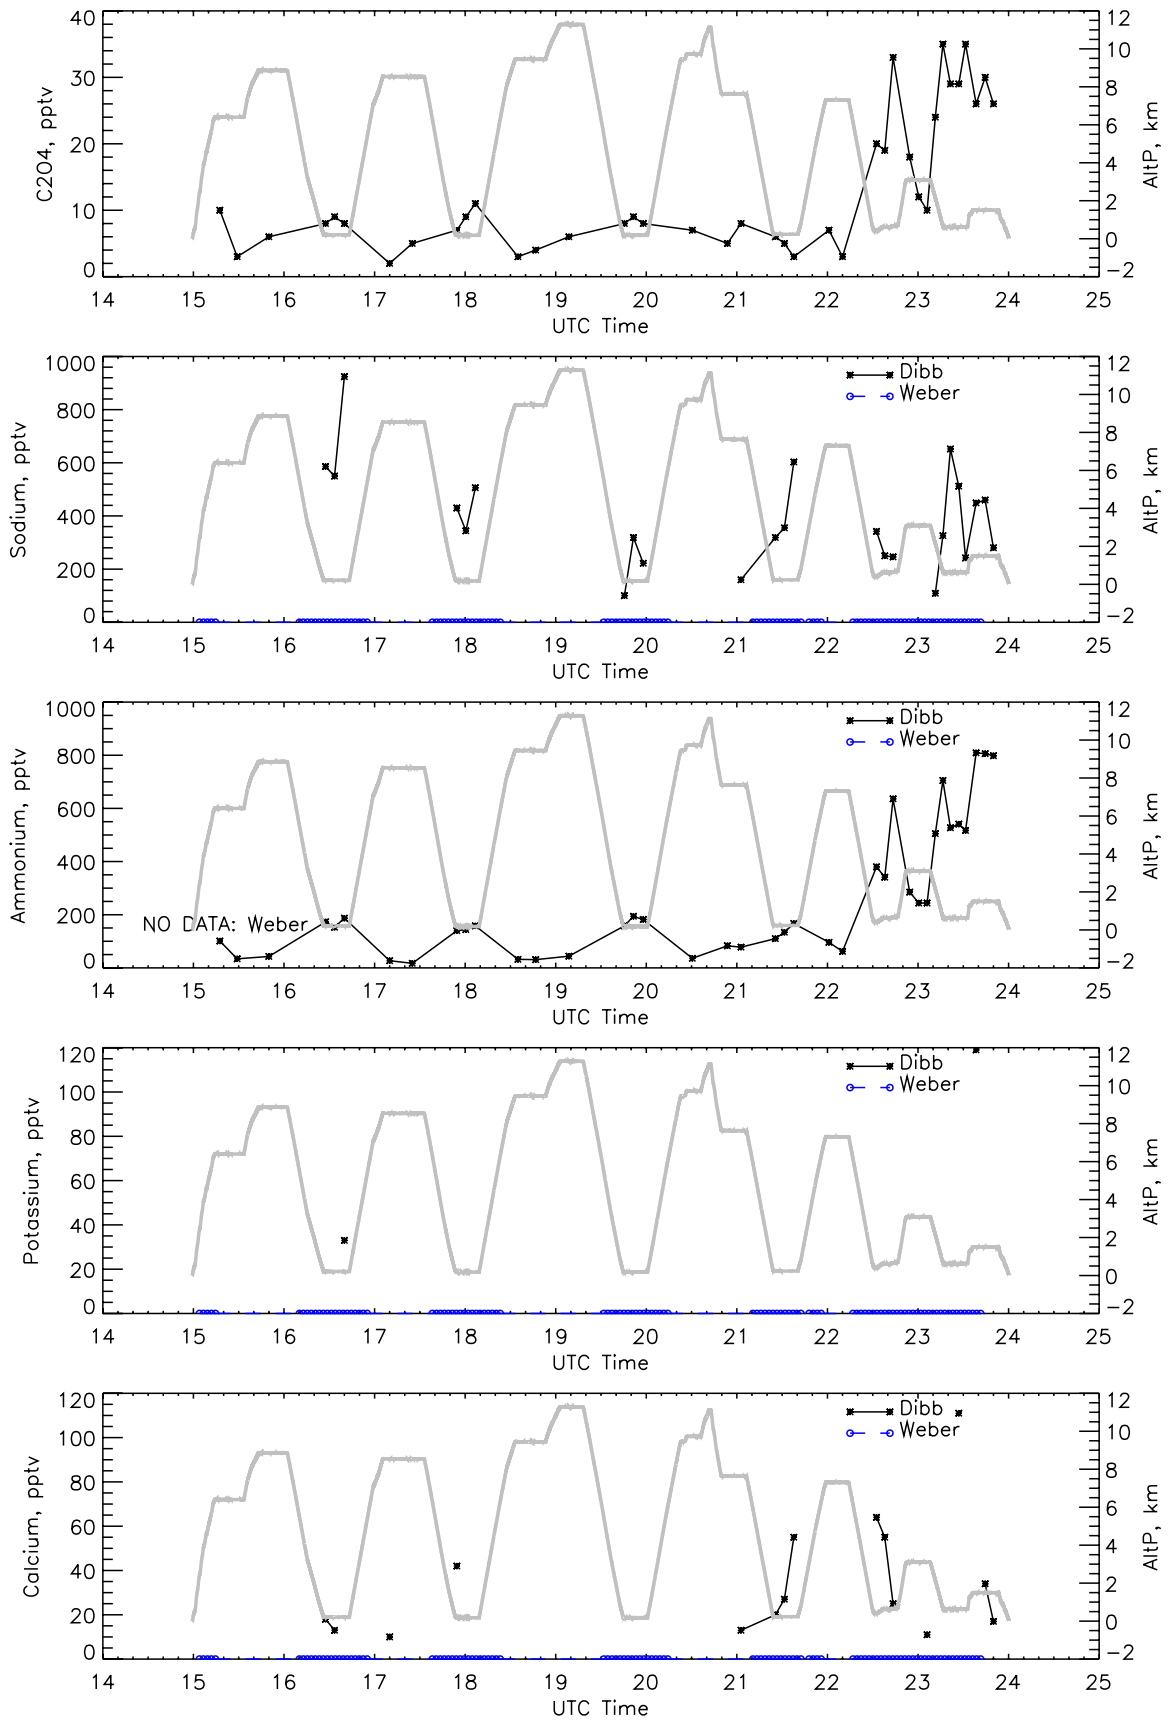 40
30
20
10
0
C2O4, pptv
12
10
8
6
4
2
0
−2
AltP, km
14 15 16 17 18 19 20 21 22 23 24 25
UTC Time
1000
800
600
400
200
0
Sodium, pptv
Dibb
Weber
12
10
8
6
4
2
0
−2
AltP, km
14 15 16 17 18 19 20 21 22 23 24 25
UTC Time
1000
800
600
400
200
0
Ammonium, pptv
Dibb
Weber
NO DATA: Weber
12
10
8
6
4
2
0
−2
AltP, km
14 15 16 17 18 19 20 21 22 23 24 25
UTC Time
120
100
80
60
40
20
0
Potassium, pptv
Dibb
Weber
12
10
8
6
4
2
0
−2
AltP, km
14 15 16 17 18 19 20 21 22 23 24 25
UTC Time
120
100
80
60
40
20
0
Calcium, pptv
Dibb
Weber
12
10
8
6
4
2
0
−2
AltP, km
14 15 16 17 18 19 20 21 22 23 24 25
UTC Time